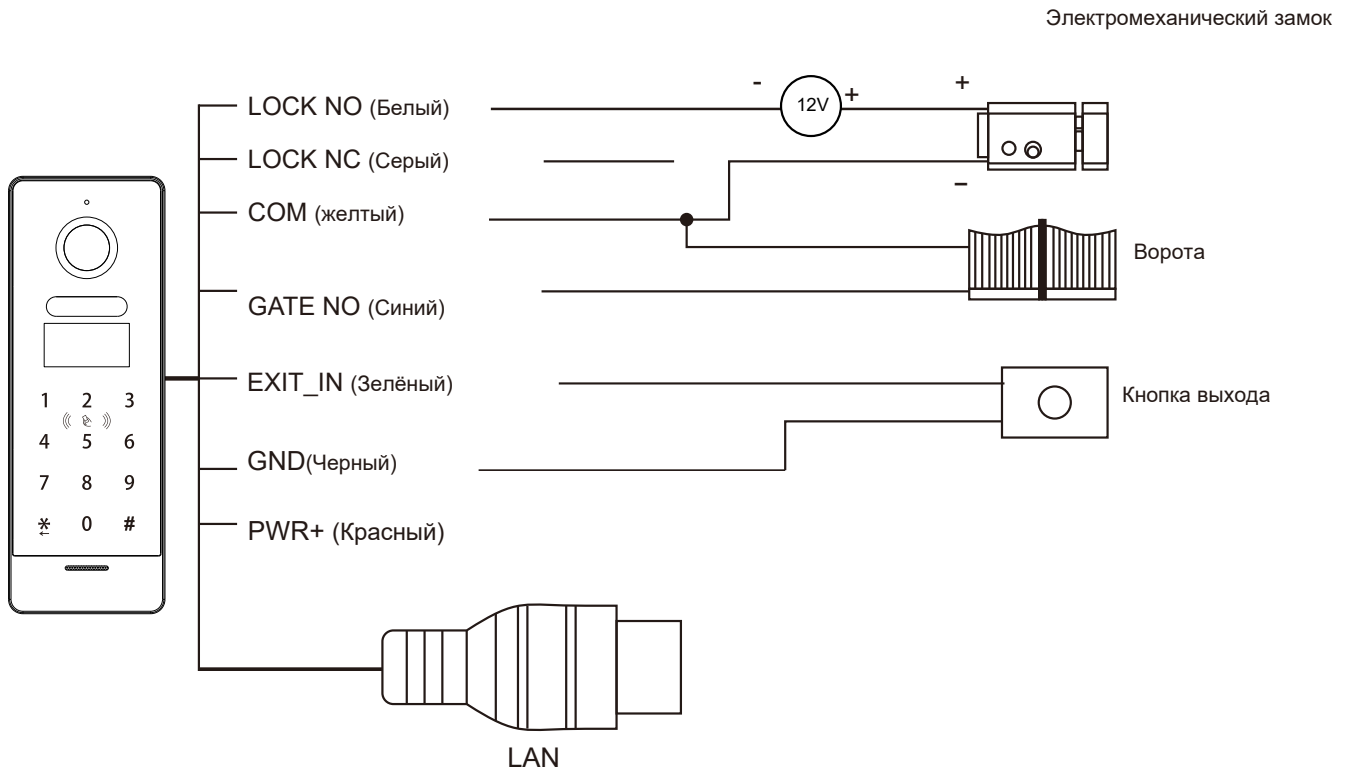 Электромеханический замок
- + +
LOCK NO (Белый)
12V
LOCK NC (Серый)
–
COM (желтый)
Ворота
GATE NO (Синий)
EXIT_IN (Зелёный)
Кнопка выхода
GND(Черный)
PWR+ (Красный)
1 2 3
4 5 6
7 8 9
* 0 #
←
LAN